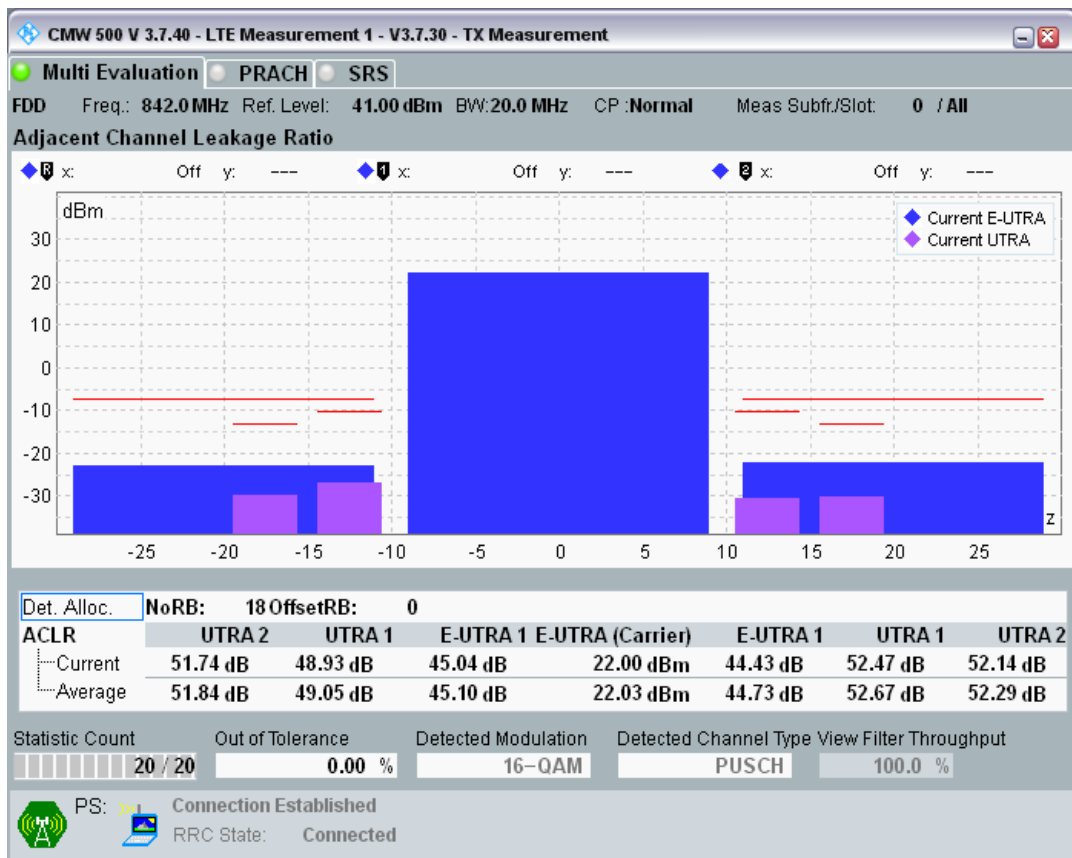 CMW 500 V 3.7.40 - LTE Measurement 1 - V3.7.30 - TX Measurement
Multi Evaluation PRACH SRS
FDD Freq.: 842.0 MHz Ref. Level: 41.00 dBm BW:20.0 MHz CP :Normal Meas Subfr./Slot: 0 / All
Adjacent Channel Leakage Ratio
R x: Off y: --- 1 x: Off y: --- 2 x: Off y: ---
dBm
Current E-UTRA
Current UTRA
30
20
10
0
-10
-20
-30
z
-25 -20 -15 -10 -5 0 5 10 15 20 25
Det. Alloc. NoRB: 18 OffsetRB: 0
ACLR UTRA 2 UTRA 1 E-UTRA 1 E-UTRA (Carrier) E-UTRA 1 UTRA 1 UTRA 2
Current 51.74 dB 48.93 dB 45.04 dB 22.00 dBm 44.43 dB 52.47 dB 52.14 dB
Average 51.84 dB 49.05 dB 45.10 dB 22.03 dBm 44.73 dB 52.67 dB 52.29 dB
Statistic Count Out of Tolerance Detected Modulation Detected Channel Type View Filter Throughput
20 / 20 0.00 % 16-QAM PUSCH 100.0 %
PS: Connection Established
RRC State: Connected